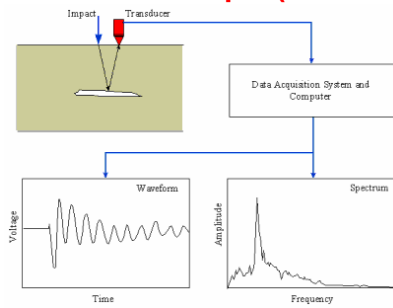 Impact
Transducer
Data Acquisition System and
Computer
Waveform
Voltage
Time
Spectrum
Amplitude
Frequency